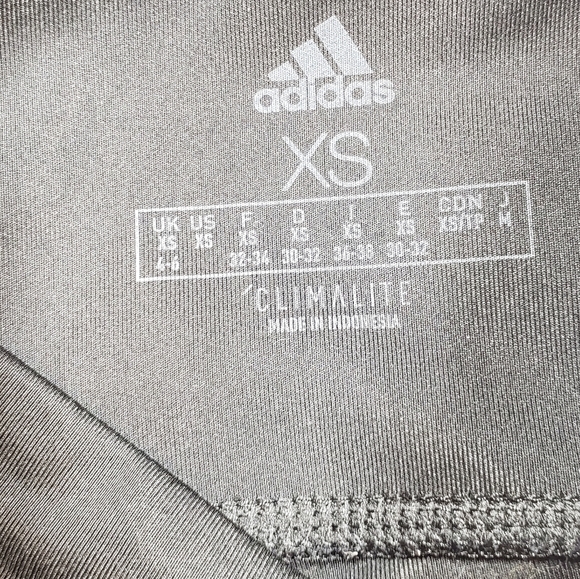 adidas
XS
UK US F D I E CDN J
XS XS XS XS XS XS XS/TP M
4-6 32-34 30-32 36-38 30-32
CLIMALITE
MADE IN INDONESIA